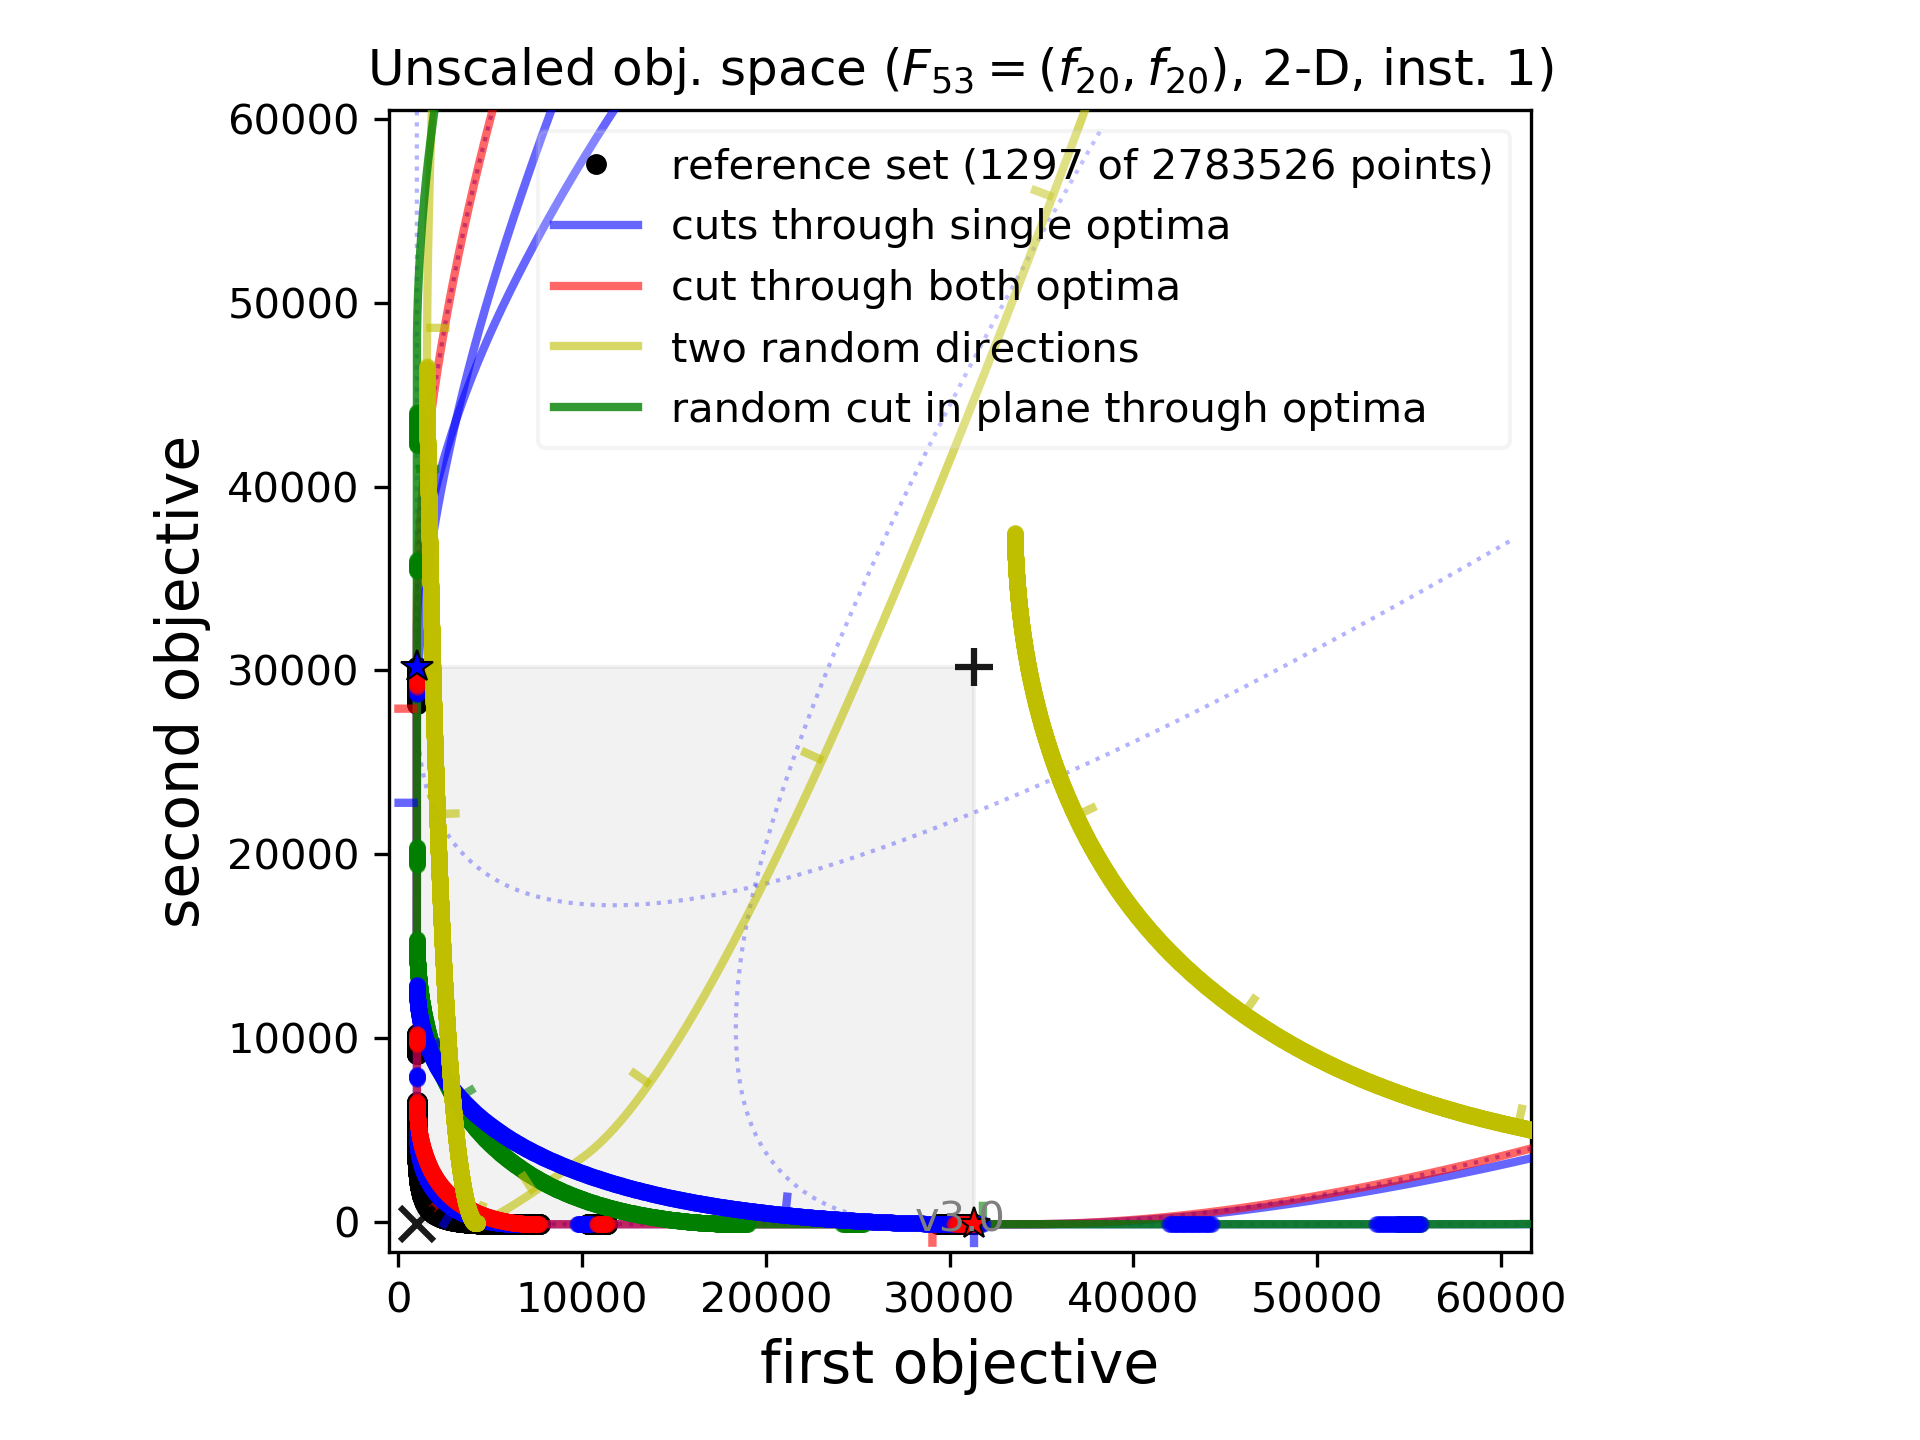 Unscaled obj. space (F53 = (f20, f20), 2-D, inst. 1)
reference set (1297 of 2783526 points)
cuts through single optima
cut through both optima
two random directions
random cut in plane through optima
60000
50000
40000
30000
20000
10000
0
second objective
v3.0
0 10000 20000 30000 40000 50000 60000
first objective